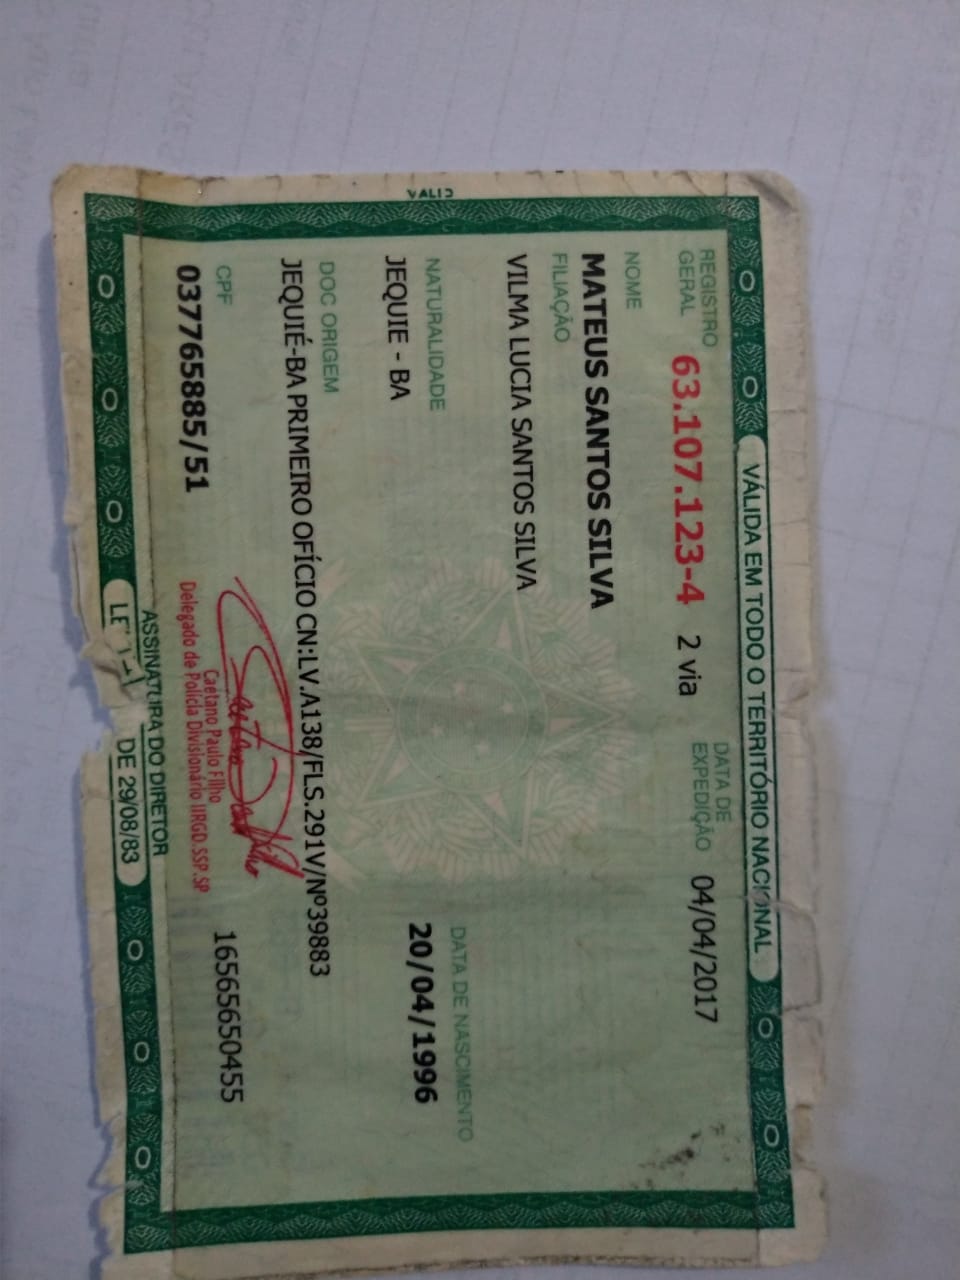 VALID
VÁLIDA EM TODO O TERRITÓRIO NACIONAL
REGISTRO GERAL 63.107.123-4 2 via DATA DE EXPEDIÇÃO 04/04/2017
NOME
MATEUS SANTOS SILVA
FILIAÇÃO
VILMA LUCIA SANTOS SILVA
NATURALIDADE DATA DE NASCIMENTO
JEQUIE - BA 20/04/1996
DOC ORIGEM
JEQUIÉ-BA PRIMEIRO OFÍCIO CN:LV.A138/FLS.291V/Nº39883
CPF
037765885/51 1656650455
Caetano Paulo Filho
Delegado de Polícia Divisionário IIRGD.SSP.SP
ASSINATURA DO DIRETOR
DE 29/08/83